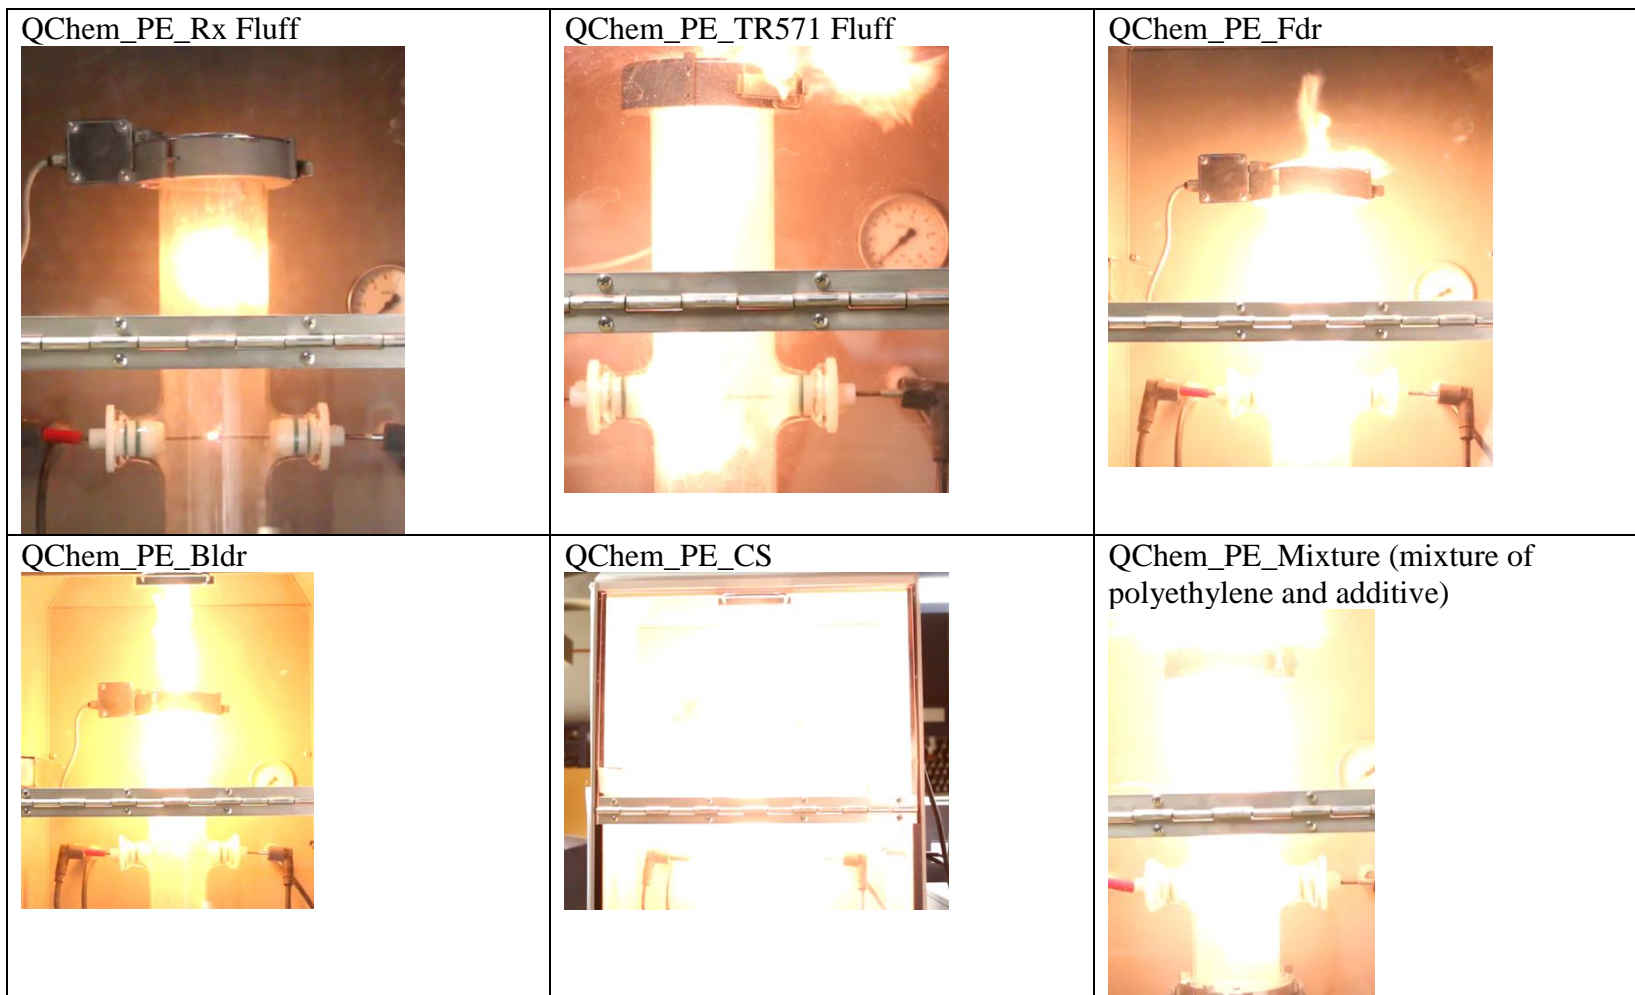 QChem_PE_Rx Fluff
QChem_PE_TR571 Fluff
QChem_PE_Fdr
QChem_PE_Bldr
QChem_PE_CS
QChem_PE_Mixture (mixture of
polyethylene and additive)